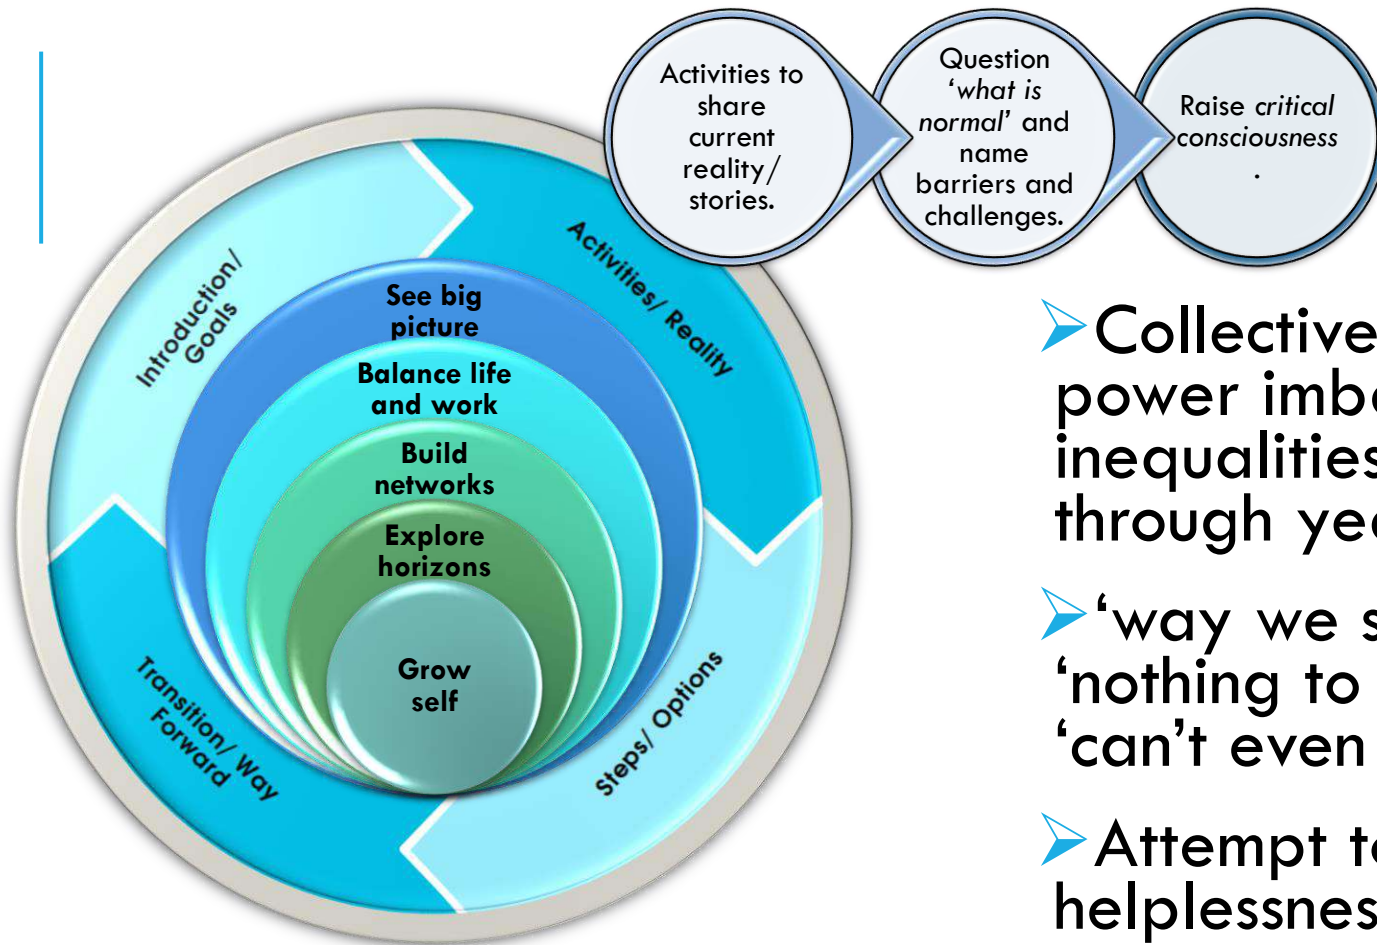 Activities to
share
current
reality/
stories.
Question
‘what is
normal’ and
name
barriers and
challenges.
Raise critical
consciousness
.
Introduction/
Goals
Activities/ Reality
Steps/ Options
Transition/ Way
Forward
See big
picture
Balance life
and work
Build
networks
Explore
horizons
Grow
self
➢Collective
power
inequalities
through
➢‘way we
‘nothing to
‘can’t even
➢Attempt
helplessnes